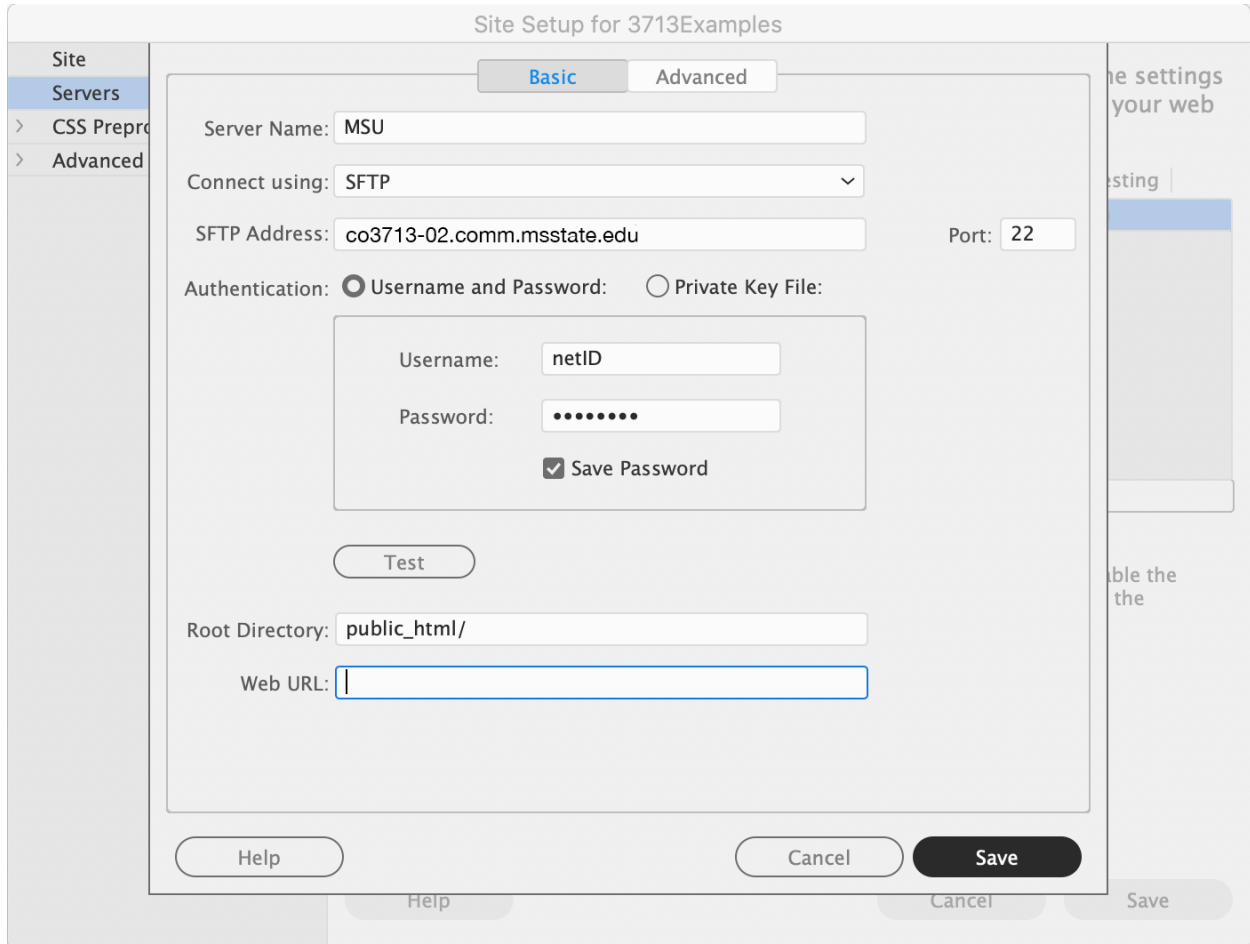 Site Setup for 3713Examples
Site
Servers
CSS Prepro
Advanced
he settings
your web
esting
Basic
Advanced
Server Name: MSU
Connect using: SFTP
SFTP Address: co3713-02.comm.msstate.edu
Port: 22
Authentication: Username and Password: Private Key File:
Username: netID
Password: ••••••••
Save Password
Test
Root Directory: public_html/
Web URL:
able the
the
Help
Cancel
Save
Help
Cancel
Save